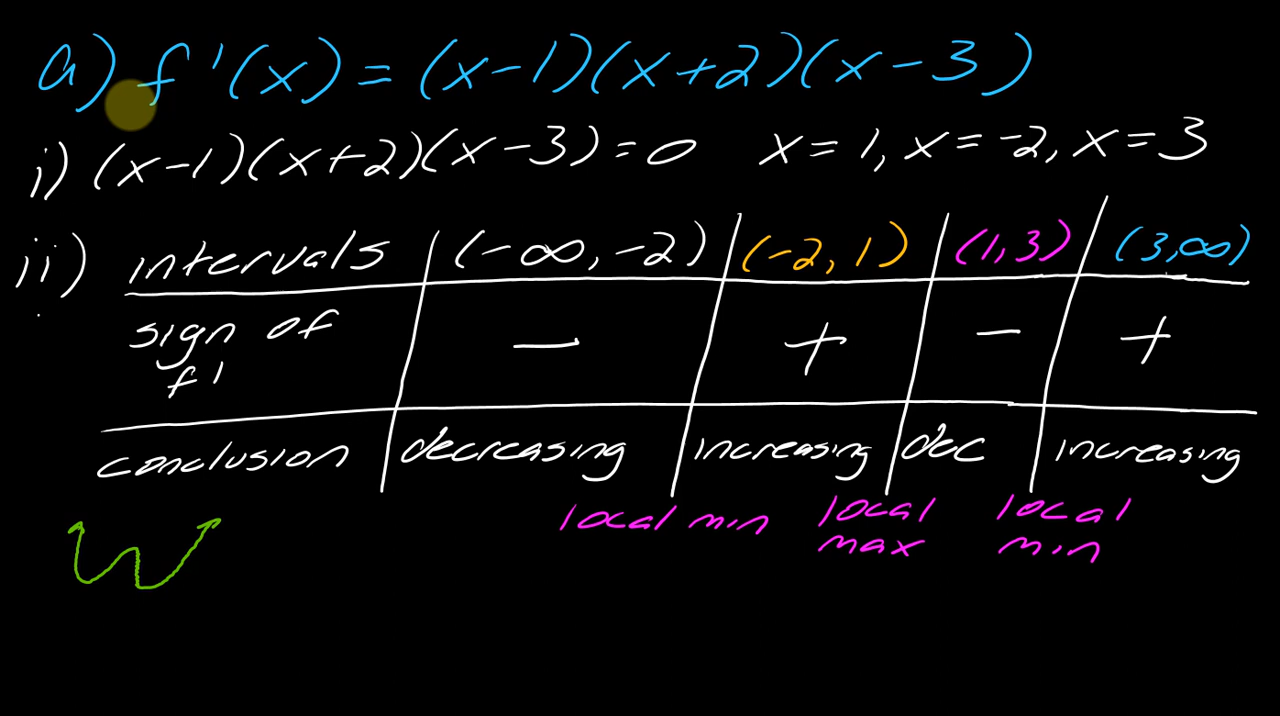 a) f'(x) = (x-1)(x+2)(x-3)
i) (x-1)(x+2)(x-3)=0 x=1, x=-2, x=3
ii) intervals (-∞,-2) (-2,1) (1,3) (3,∞)
sign of f' - + - +
conclusion decreasing increasing dec increasing
local min local max local min